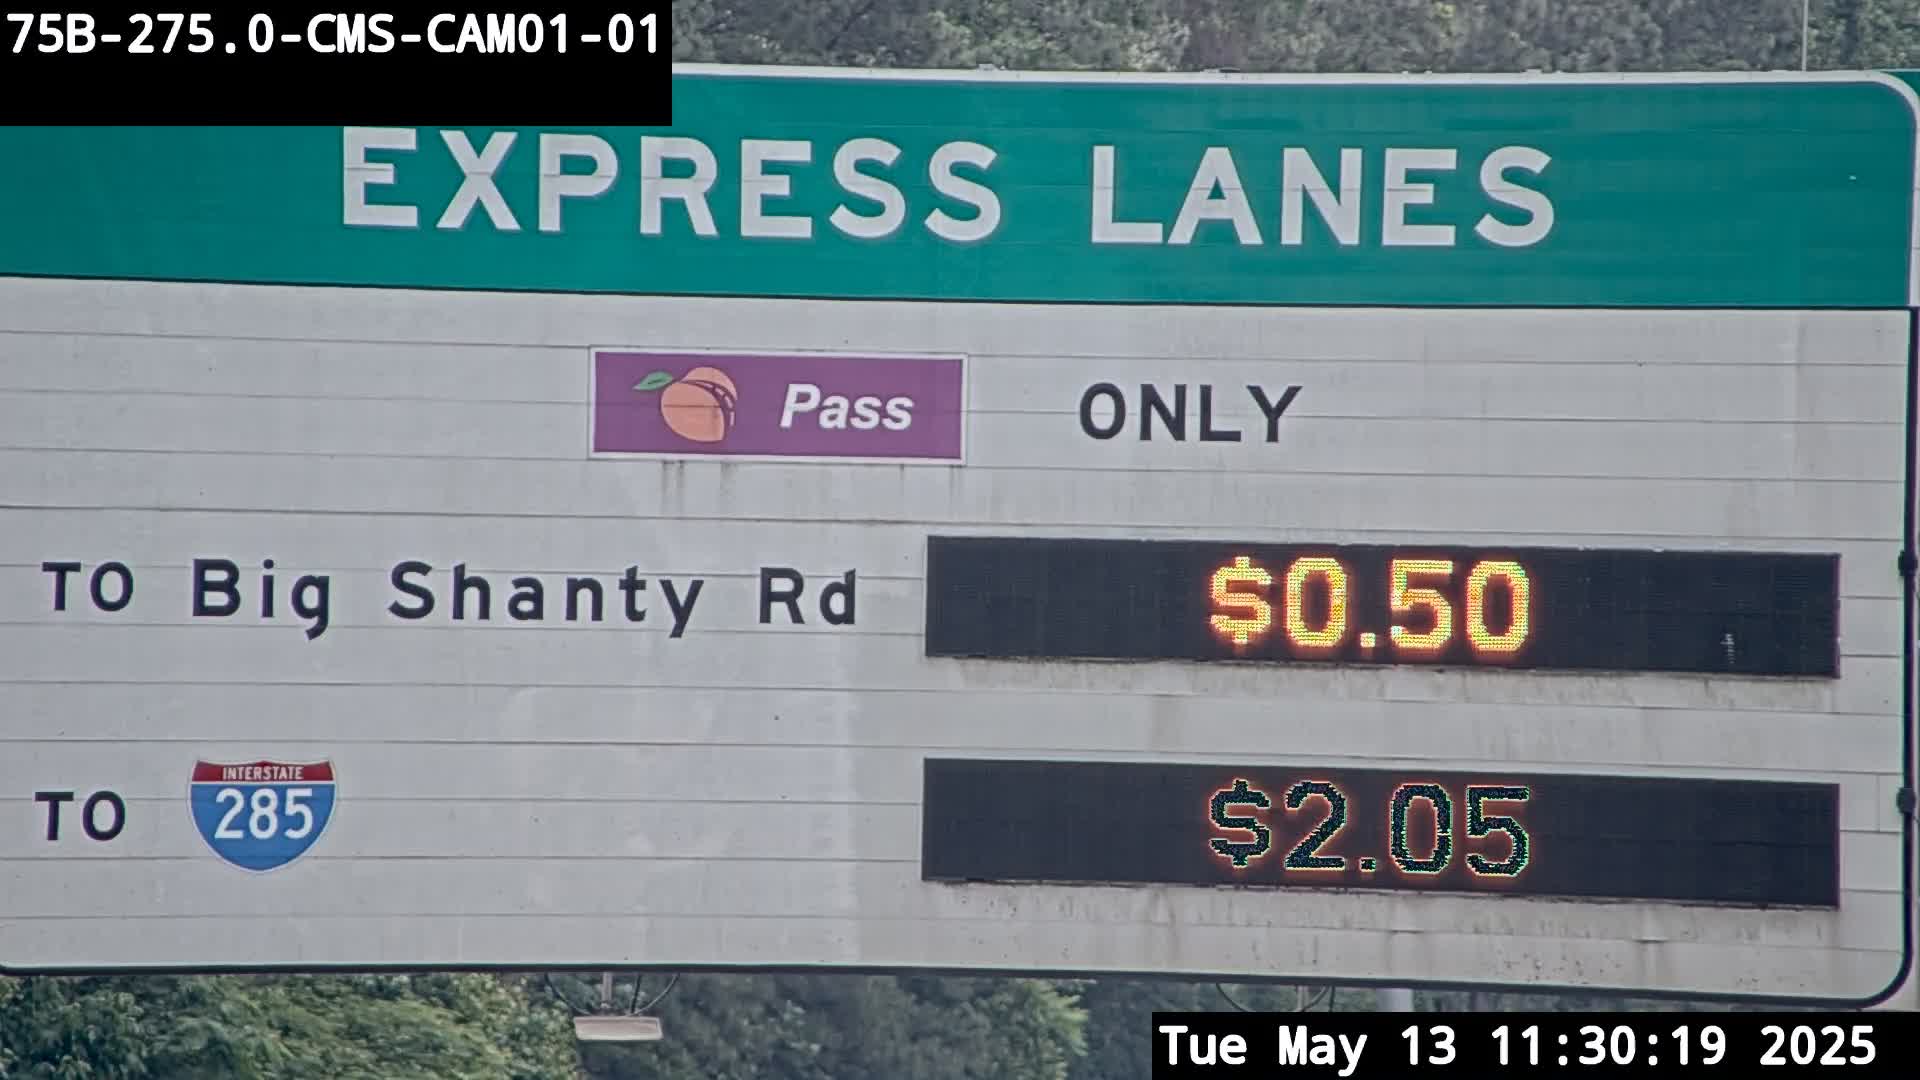 75B-275.0-CMS-CAM01-01
EXPRESS LANES
Pass ONLY
TO Big Shanty Rd $0.50
TO INTERSTATE 285 $2.05
Tue May 13 11:30:19 2025